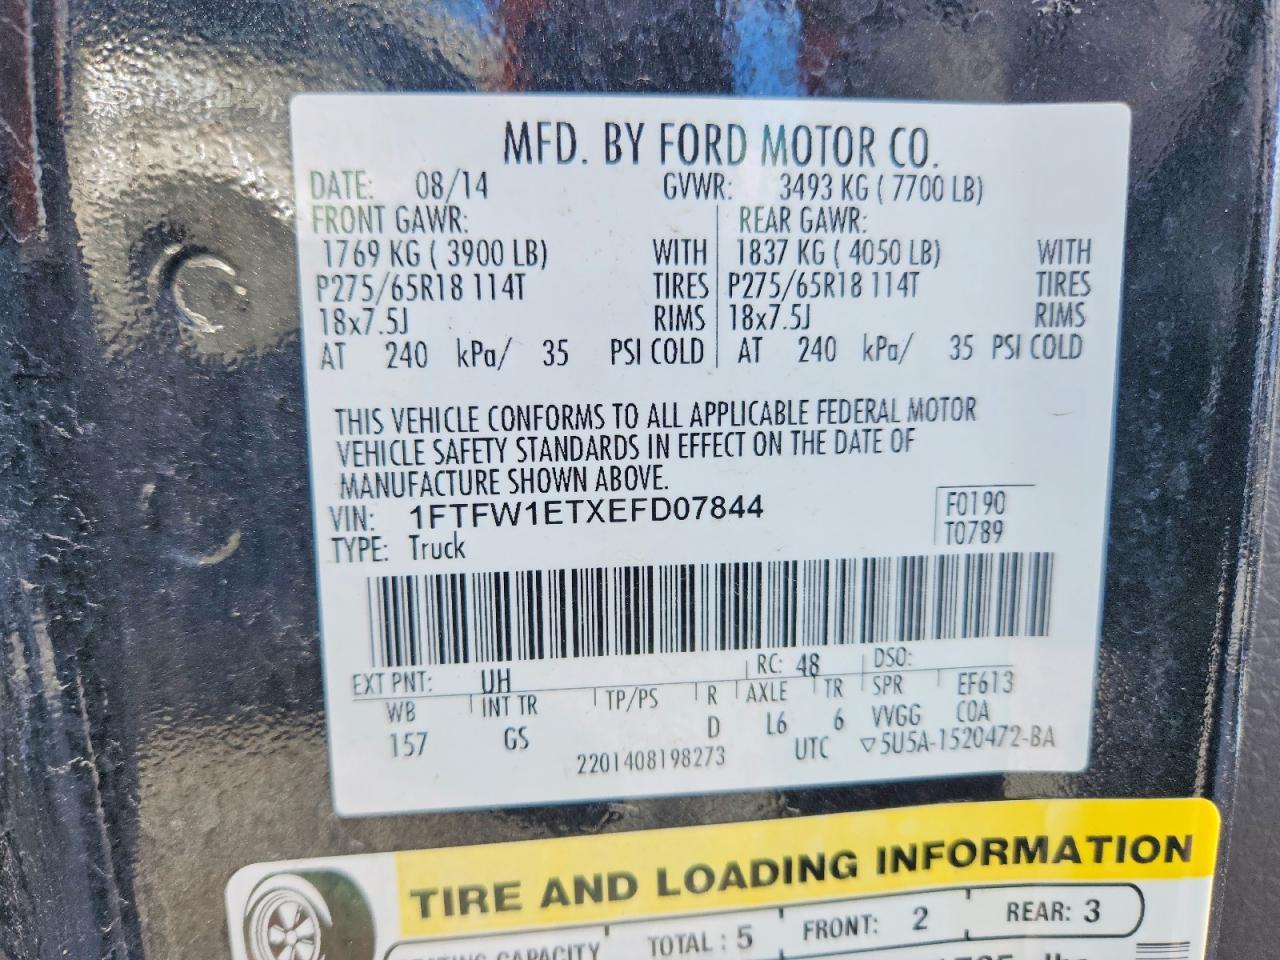 MFD. BY FORD MOTOR CO.
DATE: 08/14 GVWR: 3493 KG ( 7700 LB)
FRONT GAWR: REAR GAWR:
1769 KG ( 3900 LB) WITH 1837 KG ( 4050 LB) WITH
P275/65R18 114T TIRES P275/65R18 114T TIRES
18x7.5J RIMS 18x7.5J RIMS
AT 240 kPa/ 35 PSI COLD AT 240 kPa/ 35 PSI COLD
THIS VEHICLE CONFORMS TO ALL APPLICABLE FEDERAL MOTOR
VEHICLE SAFETY STANDARDS IN EFFECT ON THE DATE OF
MANUFACTURE SHOWN ABOVE.
VIN: 1FTFW1ETXEFD07844 F0190
TYPE: Truck T0789
EXT PNT: UH RC: 48 DSO:
WB INT TR TP/PS R AXLE TR SPR EF613
157 GS D L6 6 VVGG COA
2201408198273 UTC ▽5U5A-1520472-BA
TIRE AND LOADING INFORMATION
CAPACITY TOTAL : 5 FRONT: 2 REAR: 3